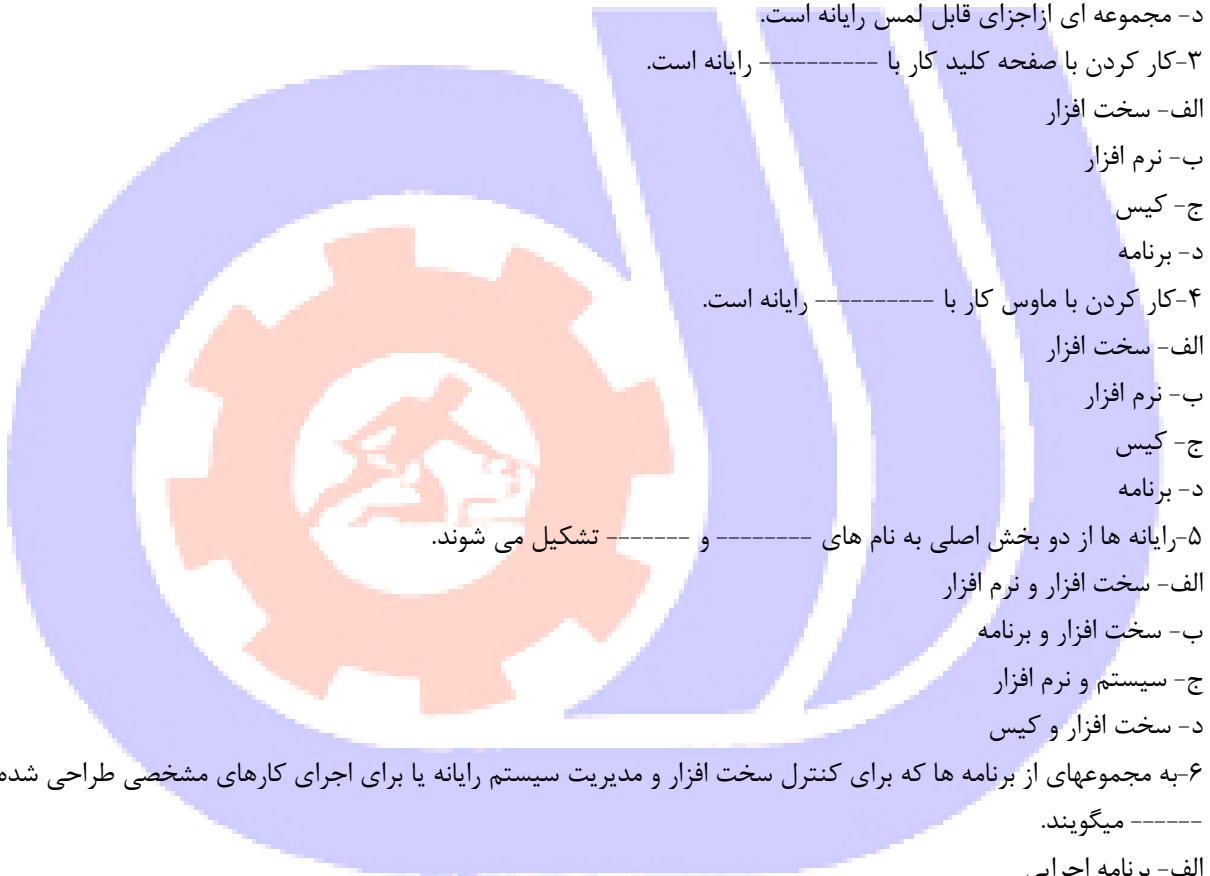 د- مجموعه ای ازاجزای قابل لمس رایانه است.
۳-کار کردن با صفحه کلید کار با ----------- رایانه است.
الف- سخت افزار
ب- نرم افزار
ج- کیس
د- برنامه
۴-کار کردن با ماوس کار با ----------- رایانه است.
الف- سخت افزار
ب- نرم افزار
ج- کیس
د- برنامه
۵-رایانه ها از دو بخش اصلی به نام های --------- و ------- تشکیل می شوند.
الف- سخت افزار و نرم افزار
ب- سخت افزار و برنامه
ج- سیستم و نرم افزار
د- سخت افزار و کیس
۶-به مجموعهای از برنامه ها که برای کنترل سخت افزار و مدیریت سیستم رایانه یا برای اجرای کارهای مشخصی طراحی شده
------ میگویند.
الف- برنامه اجرایی